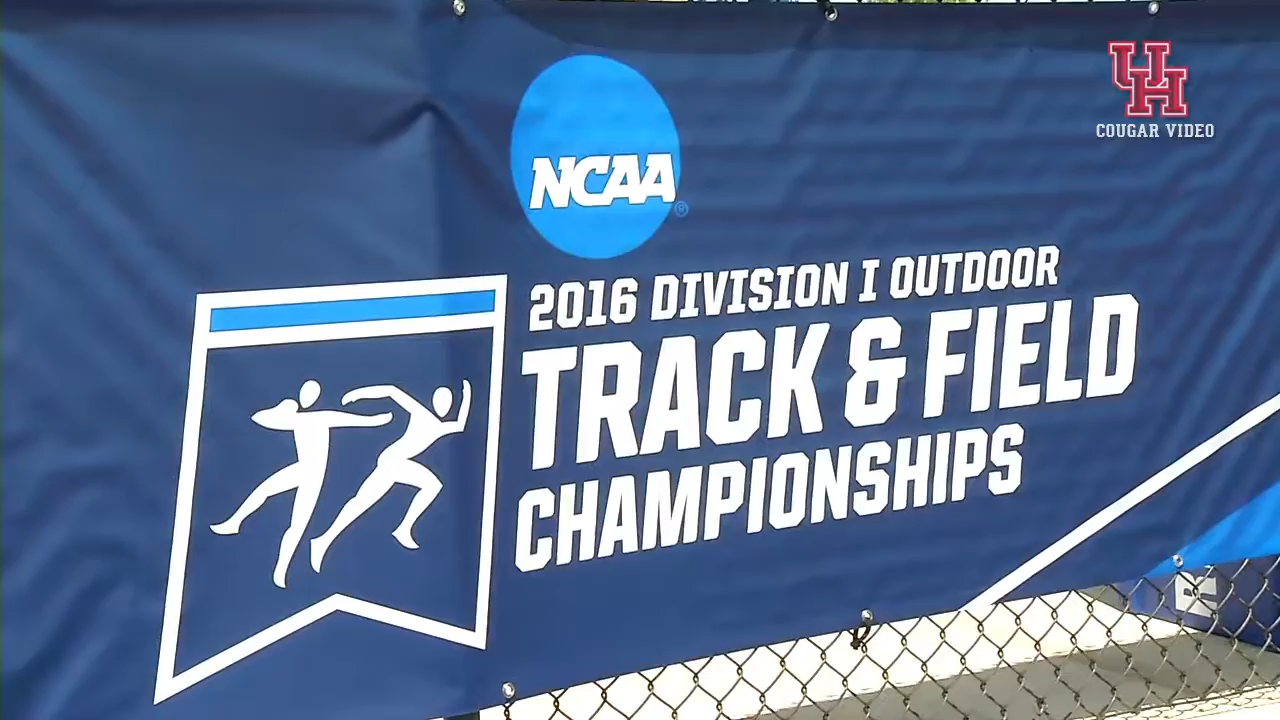 UH
COUGAR VIDEO
NCAA®
2016 DIVISION I OUTDOOR
TRACK & FIELD
CHAMPIONSHIPS